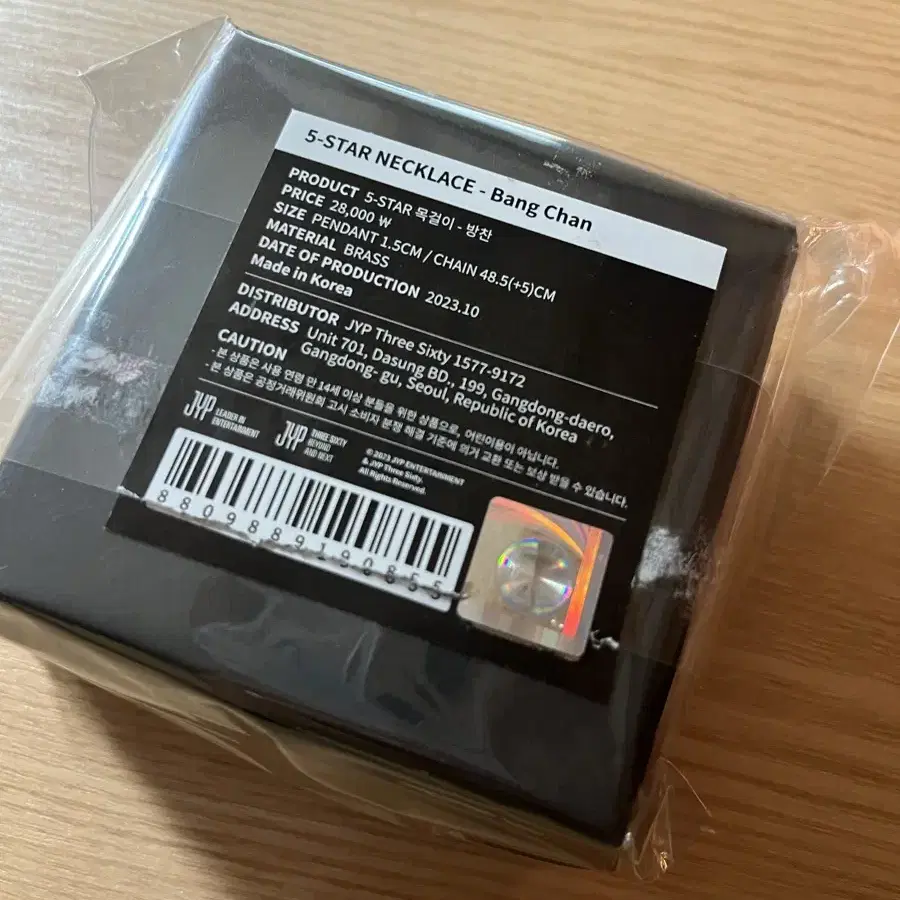 5-STAR NECKLACE - Bang Chan
PRODUCT 5-STAR 목걸이 - 방찬
PRICE 28,000 ₩
SIZE PENDANT 1.5CM / CHAIN 48.5(+5)CM
MATERIAL BRASS
DATE OF PRODUCTION 2023.10
Made in Korea
DISTRIBUTOR JYP Three Sixty 1577-9172
ADDRESS Unit 701, Dasung BD., 199, Gangdong-daero,
Gangdong- gu, Seoul, Republic of Korea
CAUTION
- 본 상품은 사용 연령 만 14세 이상 분들을 위한 상품으로, 어린이용이 아닙니다.
- 본 상품은 공정거래위원회 고시 소비자 분쟁 해결 기준에 의거 교환 또는 보상 받을 수 있습니다.
JYP LEADER IN
ENTERTAINMENT
JYP THREE SIXTY
BEYOND
AND NEXT
© 2023 JYP ENTERTAINMENT
& JYP Three Sixty.
All Rights Reserved.
8809889190855